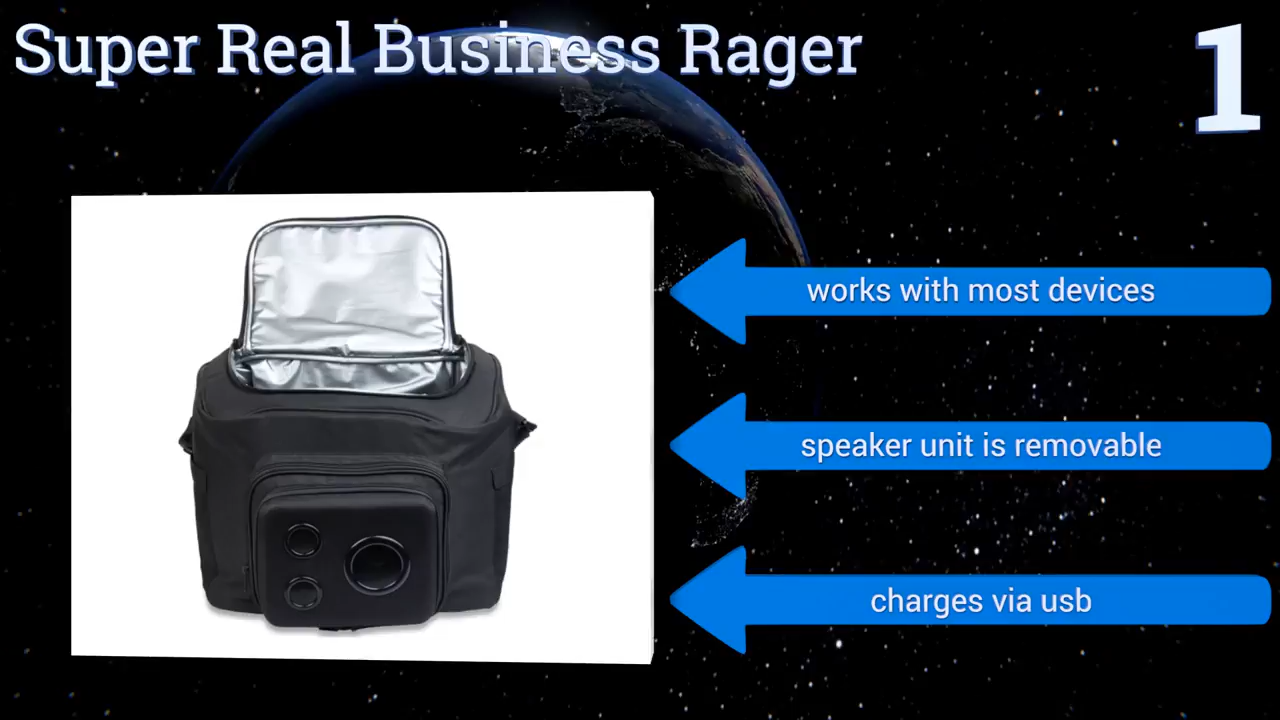 Super Real Business Rager
1
works with most devices
speaker unit is removable
charges via usb